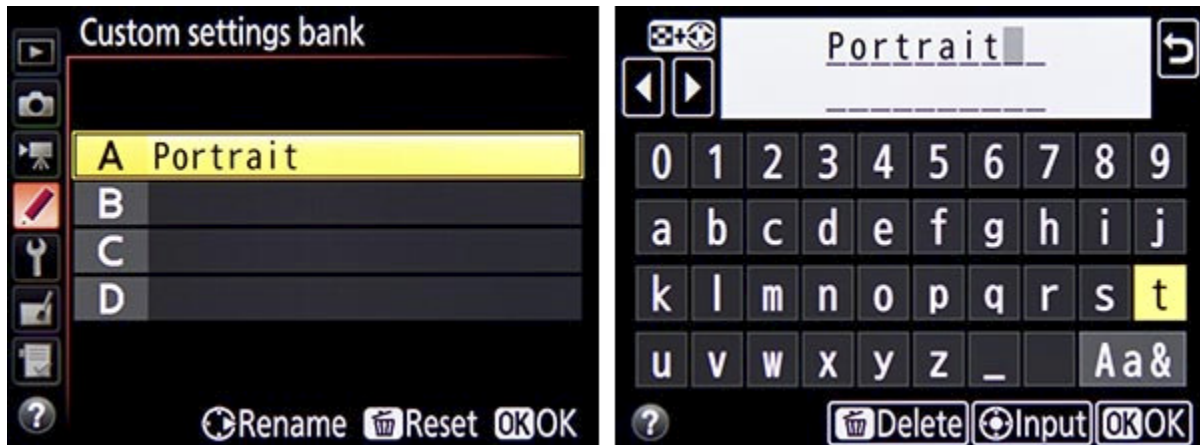 Custom settings bank
A Portrait
B
C
D
? Rename Reset OK OK
Portrait
0 1 2 3 4 5 6 7 8 9
a b c d e f g h i j
k l m n o p q r s t
u v w x y z _ Aa&
? Delete Input OK OK